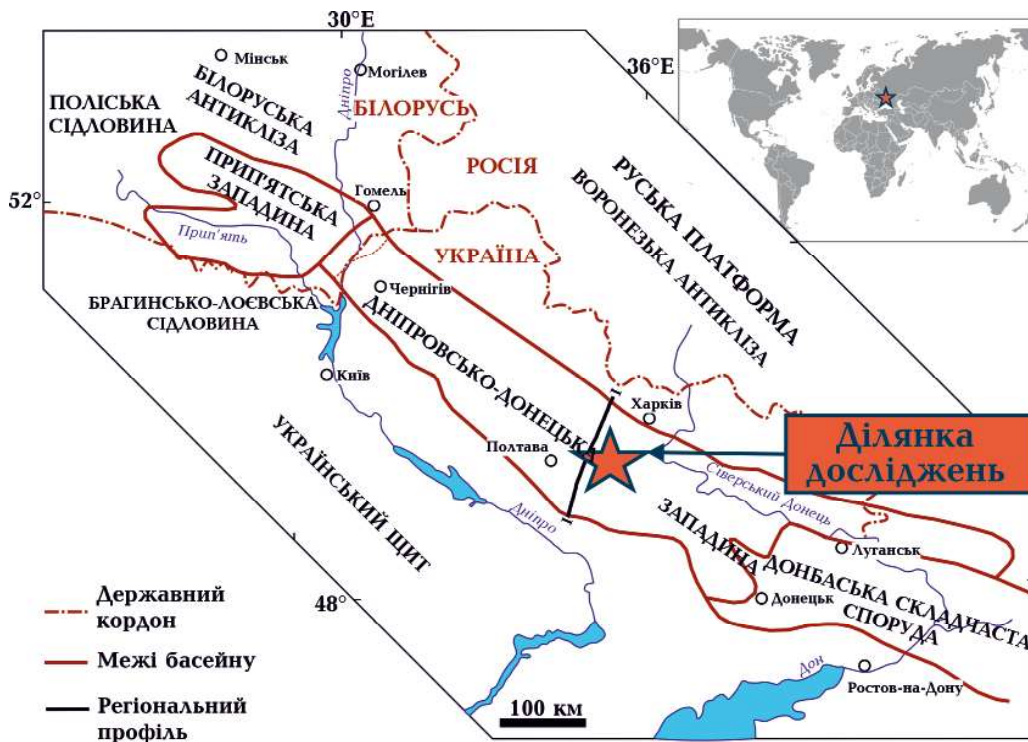 30°E
36°E
Мінськ
Могілев
Дніпро
БІЛОРУСЬКА
АНТИКЛІЗА
БІЛОРУСЬ
ПОЛІСЬКА
СІДЛОВИНА
РОСІЯ
ПРИП'ЯТСЬКА
ЗАПАДИНА
Гомель
52°
РУСЬКА ПЛАТФОРМА
ВОРОНЕЗЬКА АНТИКЛІЗА
Прип'ять
УКРАЇНА
БРАГИНСЬКО-ЛОЄВСЬКА
СІДЛОВИНА
Чернігів
ДНІПРОВСЬКО-ДОНЕЦЬКА
Київ
Харків
Ділянка
досліджень
Полтава
УКРАЇНСЬКИЙ ЩИТ
Сіверський Донець
Дніпро
ЗАПАДИНА
Луганськ
ДОНБАСЬКА СКЛАДЧАСТА
СПОРУДА
Донецьк
48°
Державний
кордон
Межі басейну
Дон
Ростов-на-Дону
Регіональний
профіль
100 км